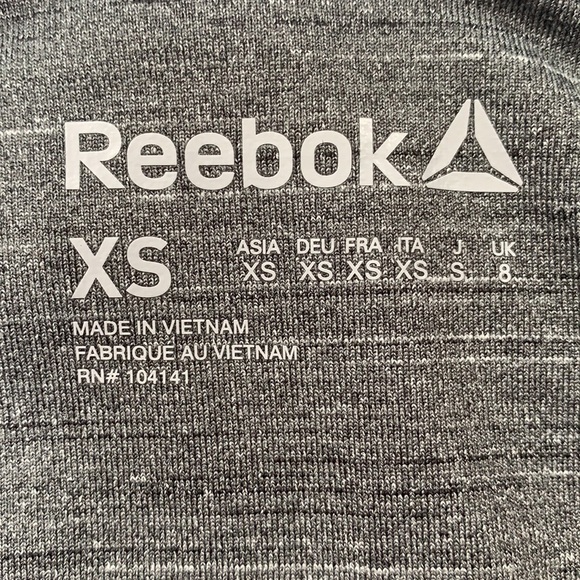 Reebok
XS
ASIA DEU FRA ITA J UK
XS XS XS XS S 8
MADE IN VIETNAM
FABRIQUÉ AU VIETNAM
RN# 104141